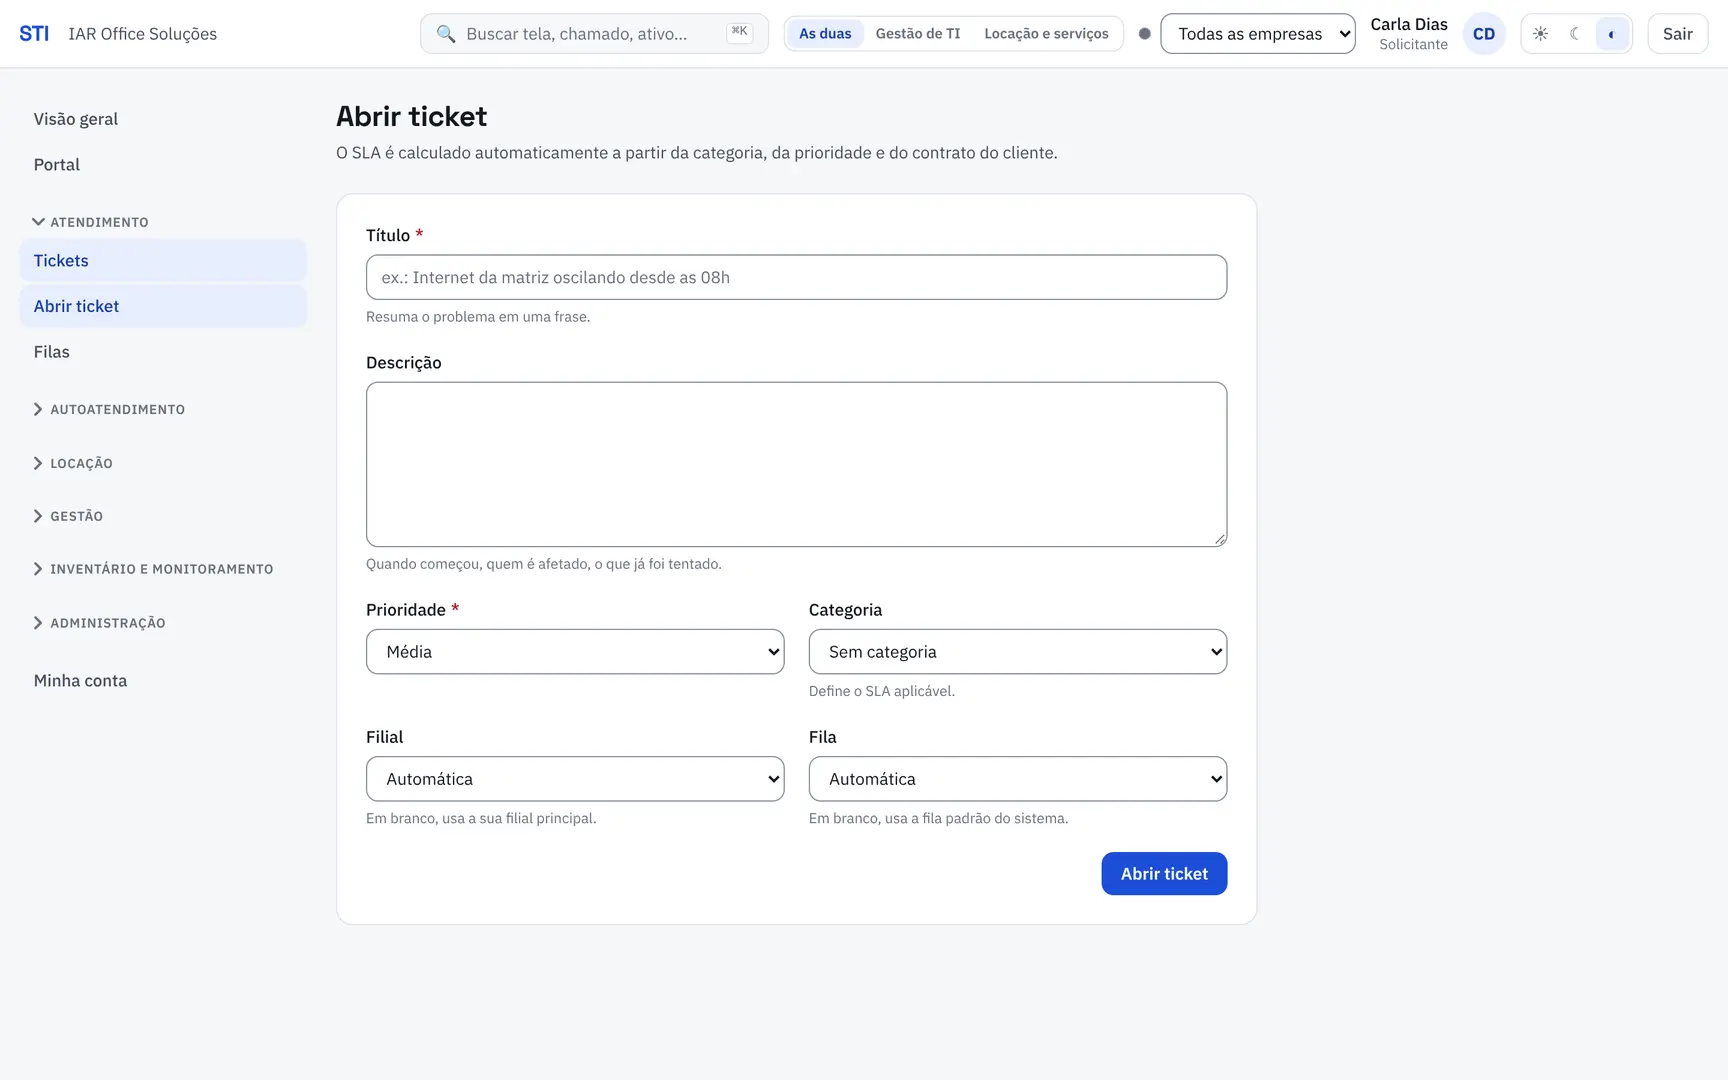 STI IAR Office Soluções
Buscar tela, chamado, ativo... ⌘K
As duas Gestão de TI Locação e serviços
Todas as empresas
Carla Dias
Solicitante
CD
Sair
Visão geral
Portal
ATENDIMENTO
Tickets
Abrir ticket
Filas
AUTOATENDIMENTO
LOCAÇÃO
GESTÃO
INVENTÁRIO E MONITORAMENTO
ADMINISTRAÇÃO
Minha conta
Abrir ticket
O SLA é calculado automaticamente a partir da categoria, da prioridade e do contrato do cliente.
Título *
ex.: Internet da matriz oscilando desde as 08h
Resuma o problema em uma frase.
Descrição
Quando começou, quem é afetado, o que já foi tentado.
Prioridade * Categoria
Média Sem categoria
Define o SLA aplicável.
Filial Fila
Automática Automática
Em branco, usa a sua filial principal. Em branco, usa a fila padrão do sistema.
Abrir ticket